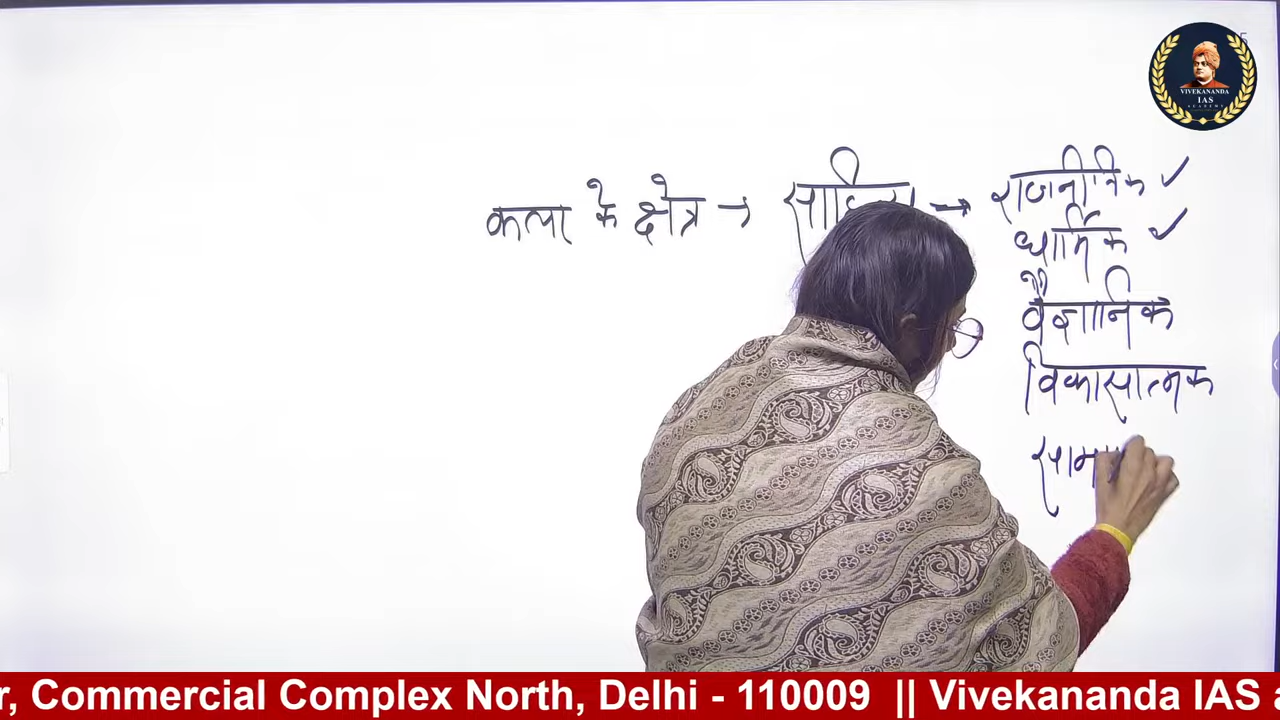 VIVEKANANDA
IAS
ACADEMY
कला के क्षेत्र → → राजनीतिक ✓
धार्मिक ✓
वैज्ञानिक
विकासात्मक
r, Commercial Complex North, Delhi - 110009 || Vivekananda IAS a